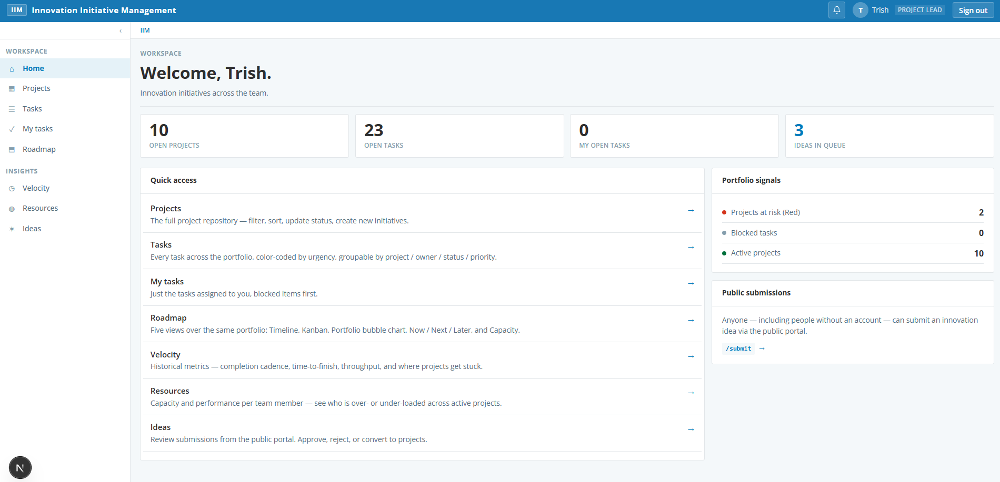 IIM Innovation Initiative Management
T Trish PROJECT LEAD Sign out
IIM
WORKSPACE
Home
Projects
Tasks
My tasks
Roadmap
INSIGHTS
Velocity
Resources
Ideas
WORKSPACE
Welcome, Trish.
Innovation initiatives across the team.
10
OPEN PROJECTS
23
OPEN TASKS
0
MY OPEN TASKS
3
IDEAS IN QUEUE
Quick access
Projects
The full project repository — filter, sort, update status, create new initiatives.
Tasks
Every task across the portfolio, color-coded by urgency, groupable by project / owner / status / priority.
My tasks
Just the tasks assigned to you, blocked items first.
Roadmap
Five views over the same portfolio: Timeline, Kanban, Portfolio bubble chart, Now / Next / Later, and Capacity.
Velocity
Historical metrics — completion cadence, time-to-finish, throughput, and where projects get stuck.
Resources
Capacity and performance per team member — see who is over- or under-loaded across active projects.
Ideas
Review submissions from the public portal. Approve, reject, or convert to projects.
Portfolio signals
Projects at risk (Red) 2
Blocked tasks 0
Active projects 10
Public submissions
Anyone — including people without an account — can submit an innovation
idea via the public portal.
/submit →
N